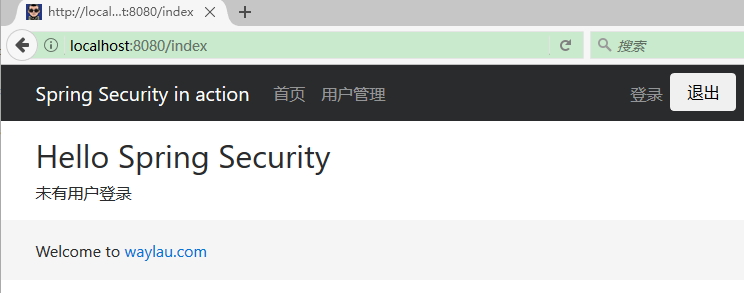 http://local...t:8080/index
localhost:8080/index 搜索
Spring Security in action 首页 用户管理 登录 退出
Hello Spring Security
未有用户登录
Welcome to waylau.com